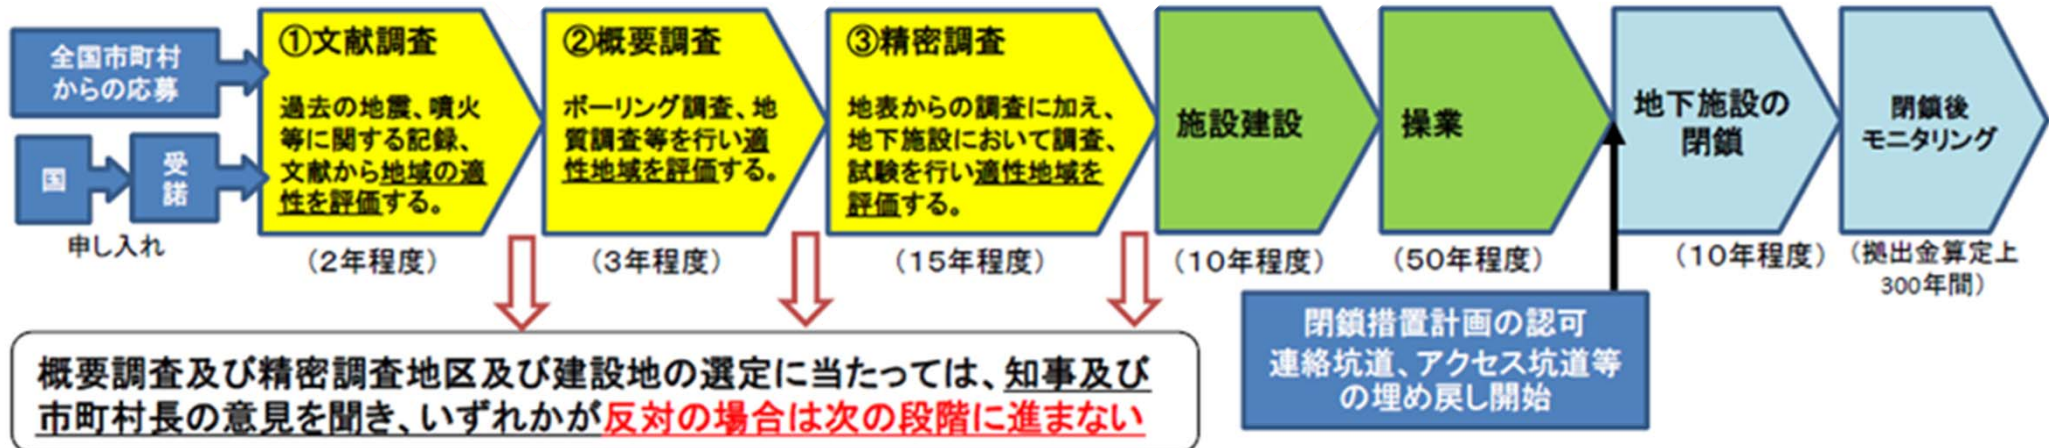 全国市町村
からの応募
国
受
諾
申し入れ
①文献調査
過去の地震、噴火
等に関する記録、
文献から地域の適
性を評価する。
（2年程度）
②概要調査
ボーリング調査、地
質調査等を行い適
性地域を評価する。
（3年程度）
③精密調査
地表からの調査に加え、
地下施設において調査、
試験を行い適性地域を
評価する。
（15年程度）
施設建設
（10年程度）
操業
（50年程度）
地下施設の
閉鎖
（10年程度）
閉鎖後
モニタリング
（拠出金算定上
300年間）
概要調査及び精密調査地区及び建設地の選定に当たっては、知事及び
市町村長の意見を聞き、いずれかが反対の場合は次の段階に進まない
閉鎖措置計画の認可
連絡坑道、アクセス坑道等
の埋め戻し開始